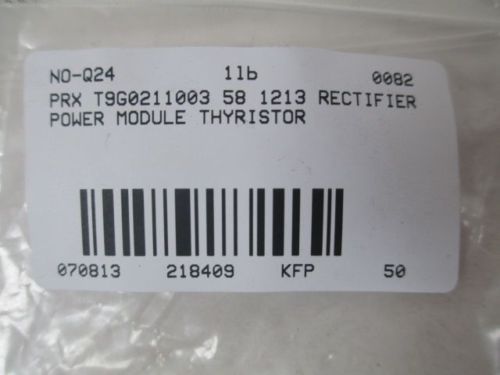 NO-Q24 1lb 0082
PRX T9G0211003 58 1213 RECTIFIER
POWER MODULE THYRISTOR
070813 218409 KFP 50